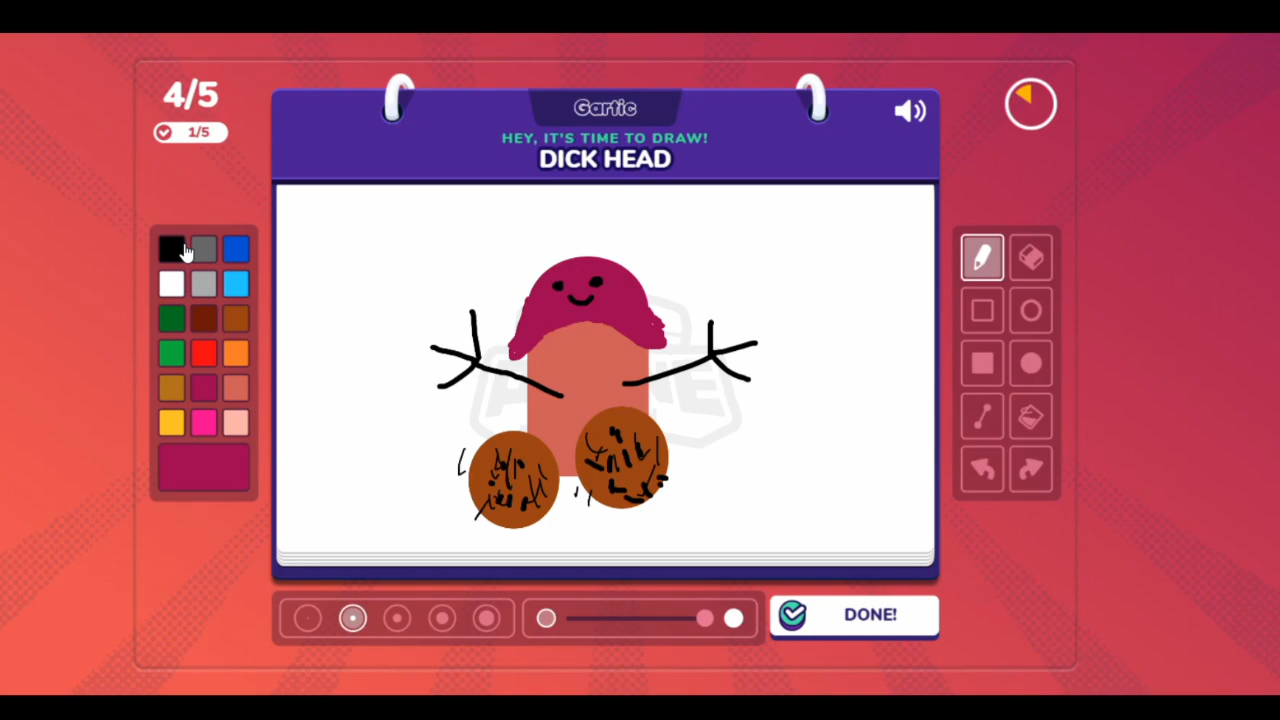 4/5
1/5
Gartic
HEY, IT'S TIME TO DRAW!
DICK HEAD
DONE!